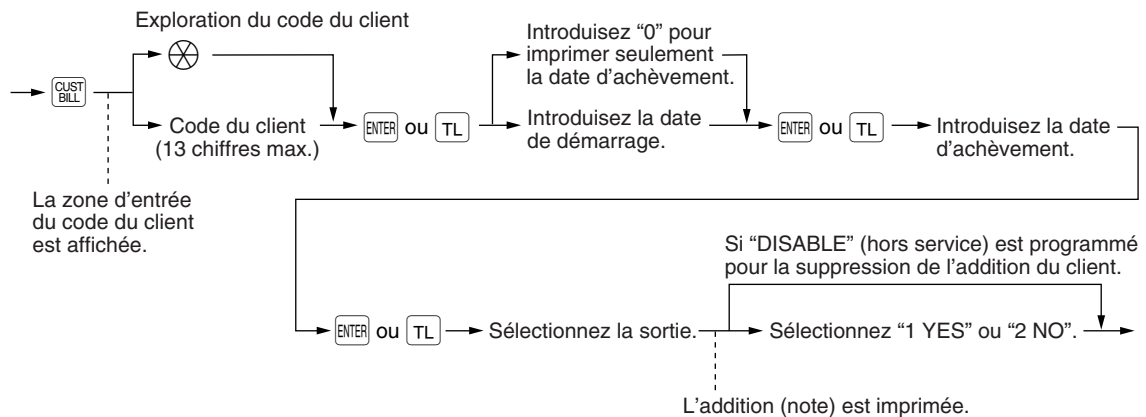 Exploration du code du client
CUST
BILL
Code du client
(13 chiffres max.)
La zone d'entrée
du code du client
est affichée.
ENTER ou TL
Introduisez “0” pour
imprimer seulement
la date d'achèvement.
Introduisez la date
de démarrage.
ENTER ou TL
Introduisez la date
d'achèvement.
ENTER ou TL
Sélectionnez la sortie.
Si “DISABLE” (hors service) est programmé
pour la suppression de l'addition du client.
Sélectionnez “1 YES” ou “2 NO”.
L'addition (note) est imprimée.